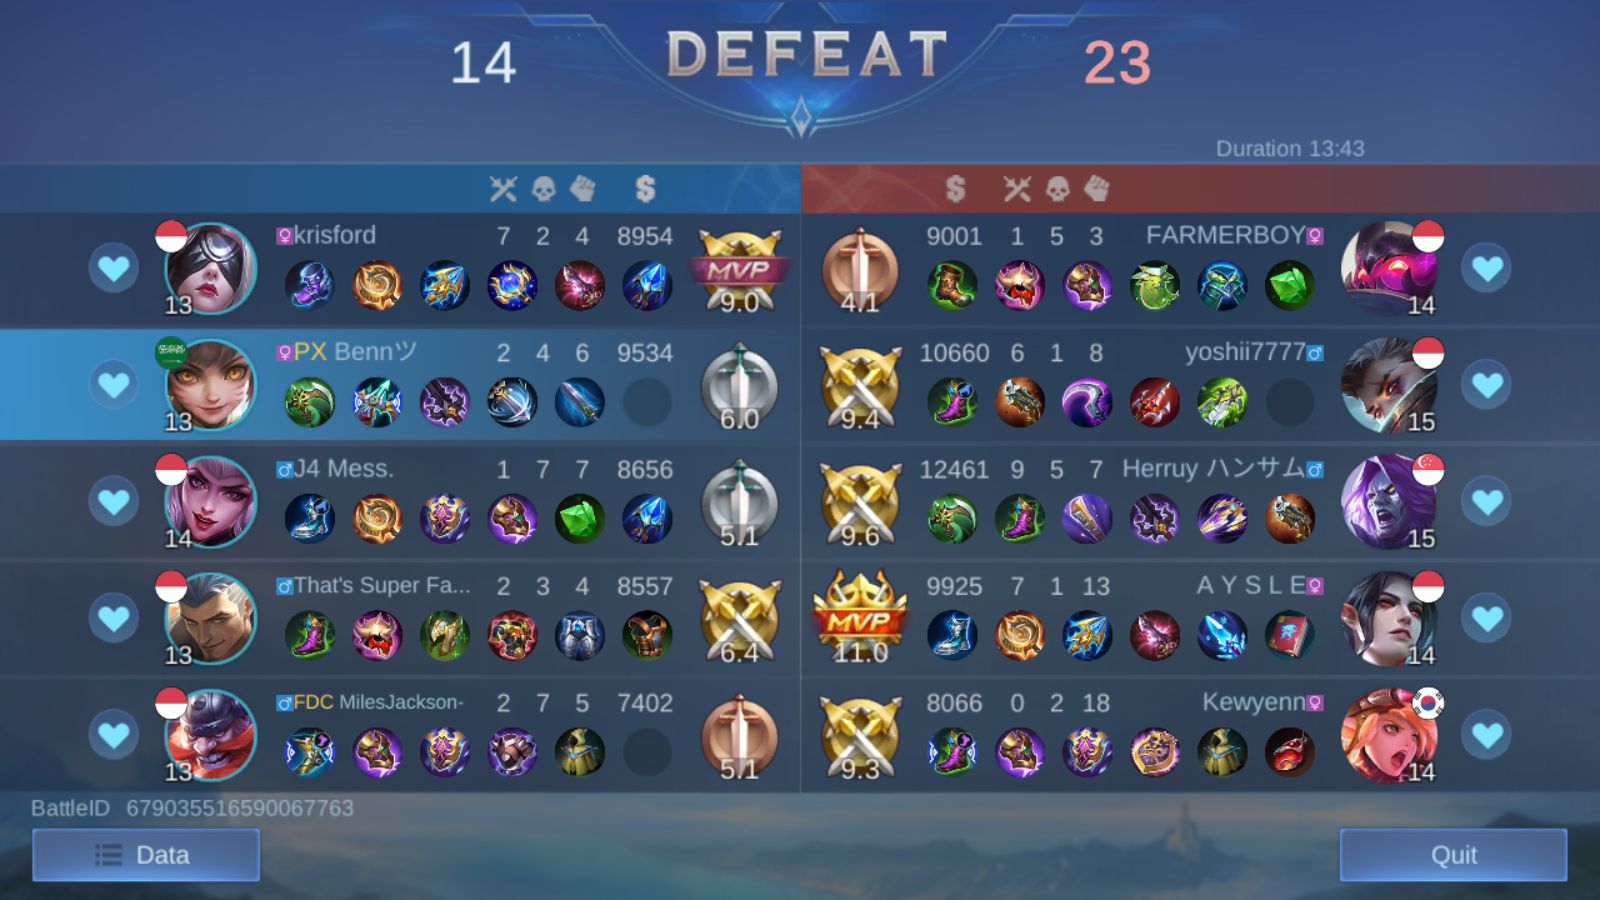 14 DEFEAT 23
Duration 13:43
krisford 7 2 4 8954 MVP 9.0
13
4.1 9001 1 5 3 FARMERBOY
14
PX Bennツ 2 4 6 9534 6.0
13
9.4 10660 6 1 8 yoshii7777
15
J4 Mess. 1 7 7 8656 5.1
14
9.6 12461 9 5 7 Herruy ハンサム
15
That's Super Fa... 2 3 4 8557 6.4
13
MVP 11.0 9925 7 1 13 A Y S L E
14
FDC MilesJackson- 2 7 5 7402 5.1
13
9.3 8066 0 2 18 Kewyenn
14
BattleID 679035516590067763
Data
Quit